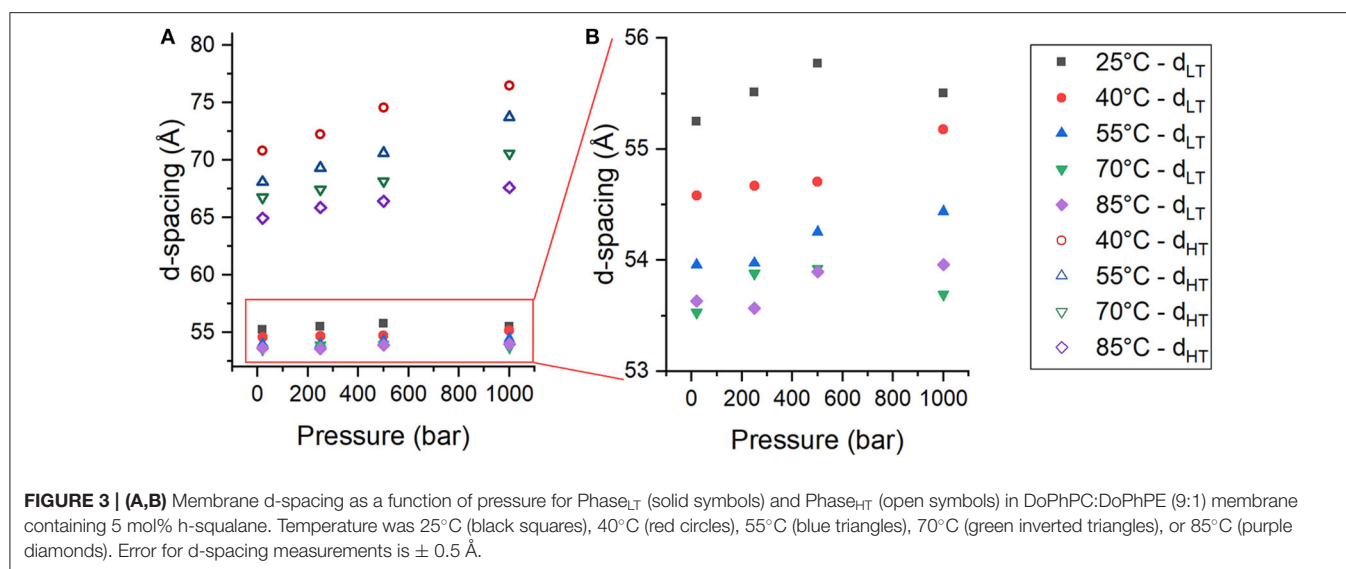 A
80
75
70
65
60
55
d-spacing (Å)
0 200 400 600 800 1000
Pressure (bar)
B
56
55
54
53
d-spacing (Å)
0 200 400 600 800 1000
Pressure (bar)
25°C - dLT
40°C - dLT
55°C - dLT
70°C - dLT
85°C - dLT
40°C - dHT
55°C - dHT
70°C - dHT
85°C - dHT
FIGURE 3 | (A,B) Membrane d-spacing as a function of pressure for PhaseLT (solid symbols) and PhaseHT (open symbols) in DoPhPC:DoPhPE (9:1) membrane
containing 5 mol% h-squalane. Temperature was 25°C (black squares), 40°C (red circles), 55°C (blue triangles), 70°C (green inverted triangles), or 85°C (purple
diamonds). Error for d-spacing measurements is ± 0.5 Å.